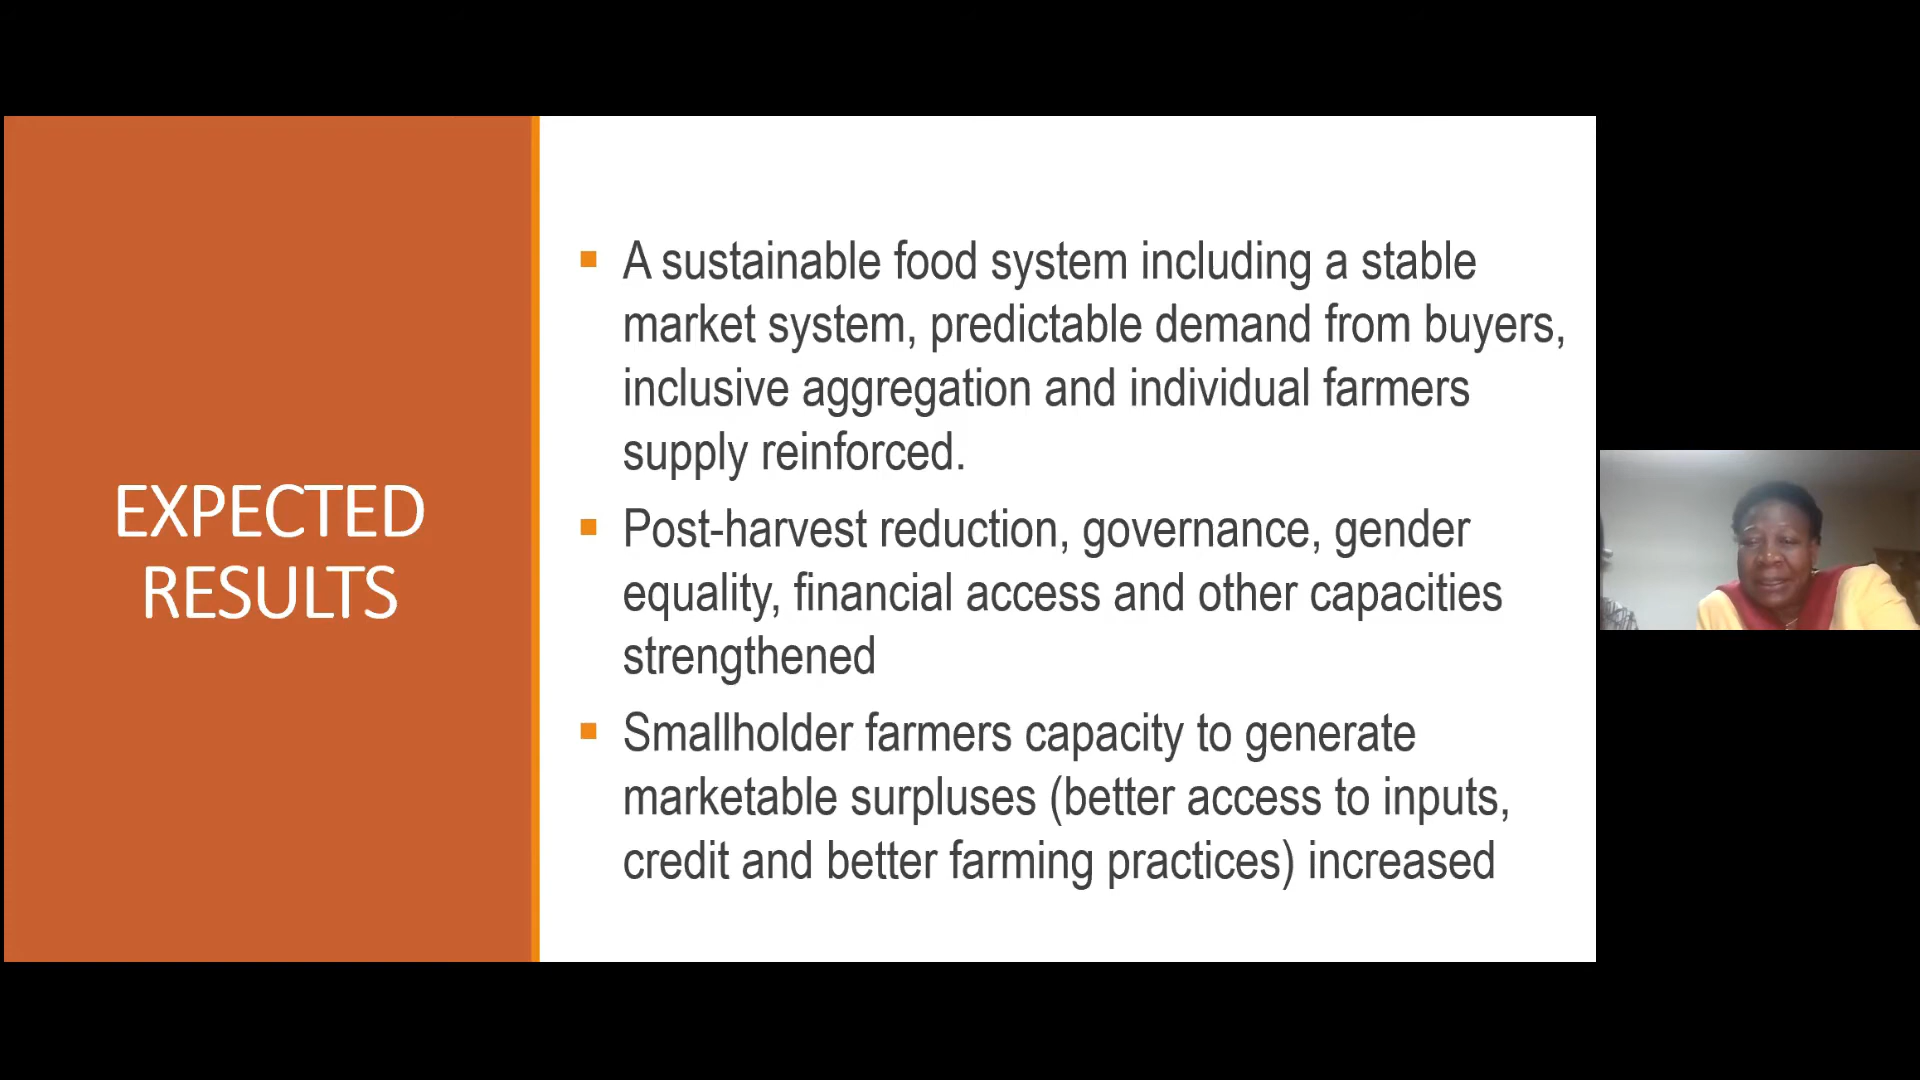 EXPECTED
RESULTS
A sustainable food system including a stable
market system, predictable demand from buyers,
inclusive aggregation and individual farmers
supply reinforced.
Post-harvest reduction, governance, gender
equality, financial access and other capacities
strengthened
Smallholder farmers capacity to generate
marketable surpluses (better access to inputs,
credit and better farming practices) increased